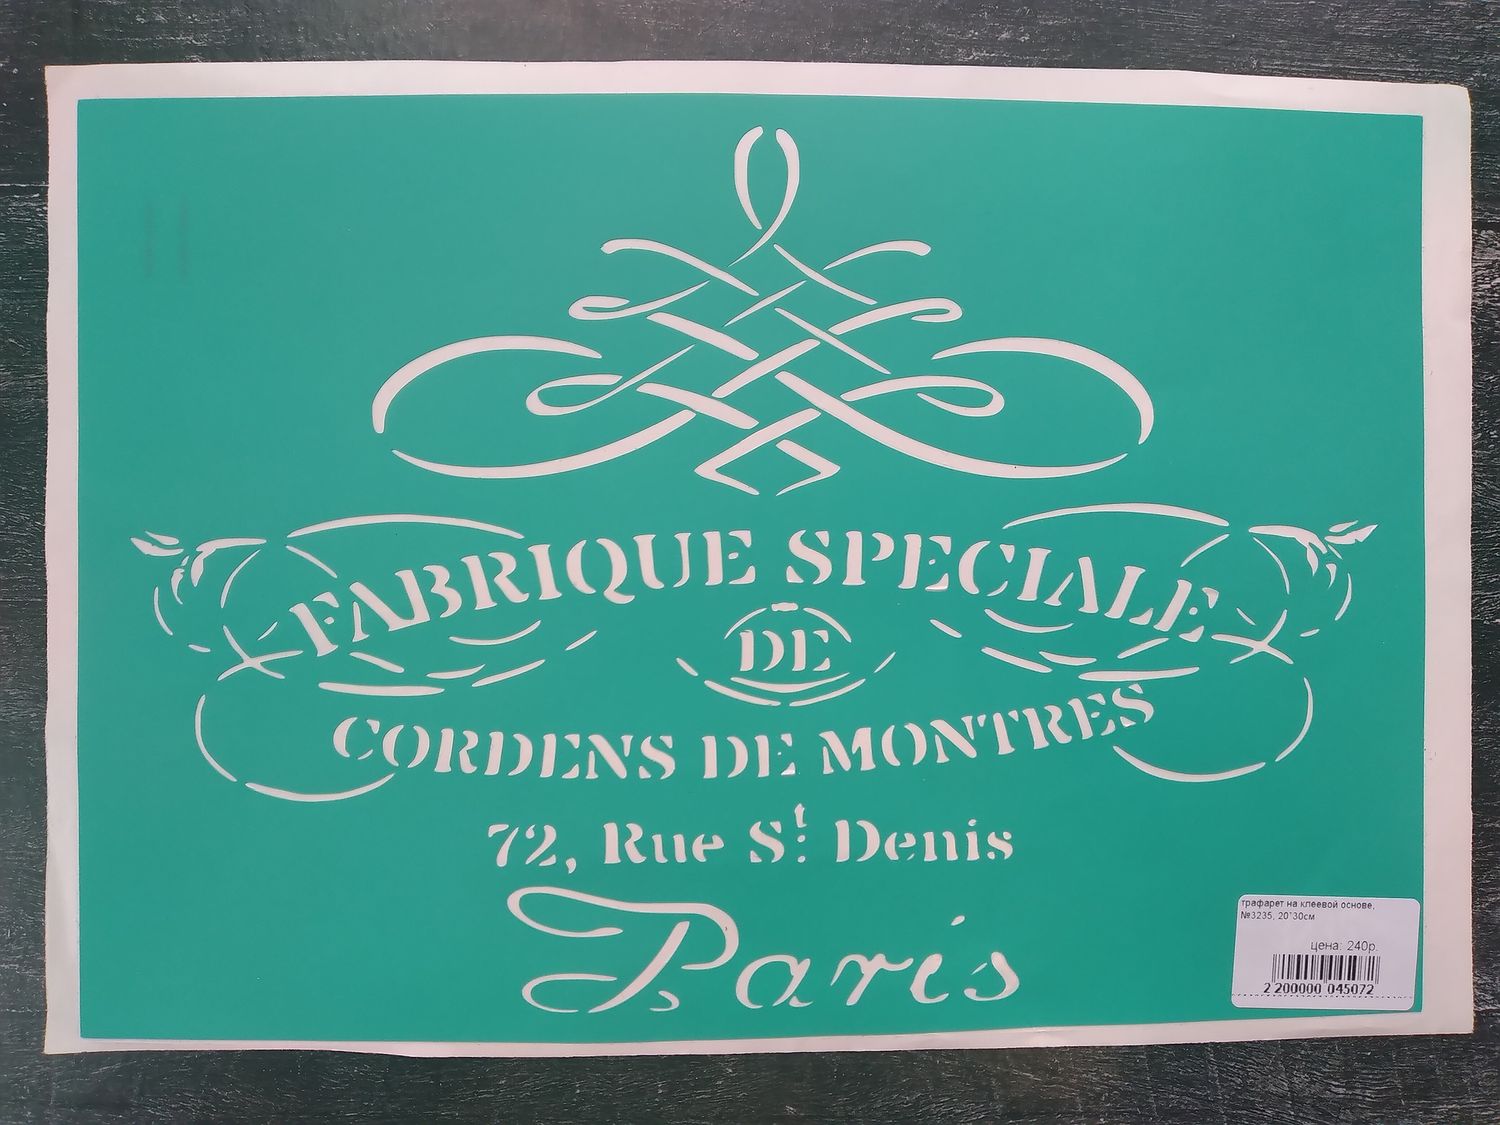 FABRIQUE SPECIALE
DE
CORDENS DE MONTRES
72, Rue St Denis
Paris
трафарет на клеевой основе,
№3235, 20*30см
цена: 240р.
2 200000 045072